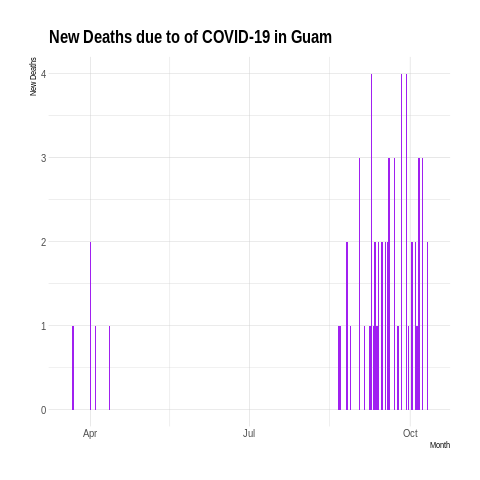 New Deaths due to of COVID-19 in Guam
New Deaths
4
3
2
1
0
Apr
Jul
Oct
Month